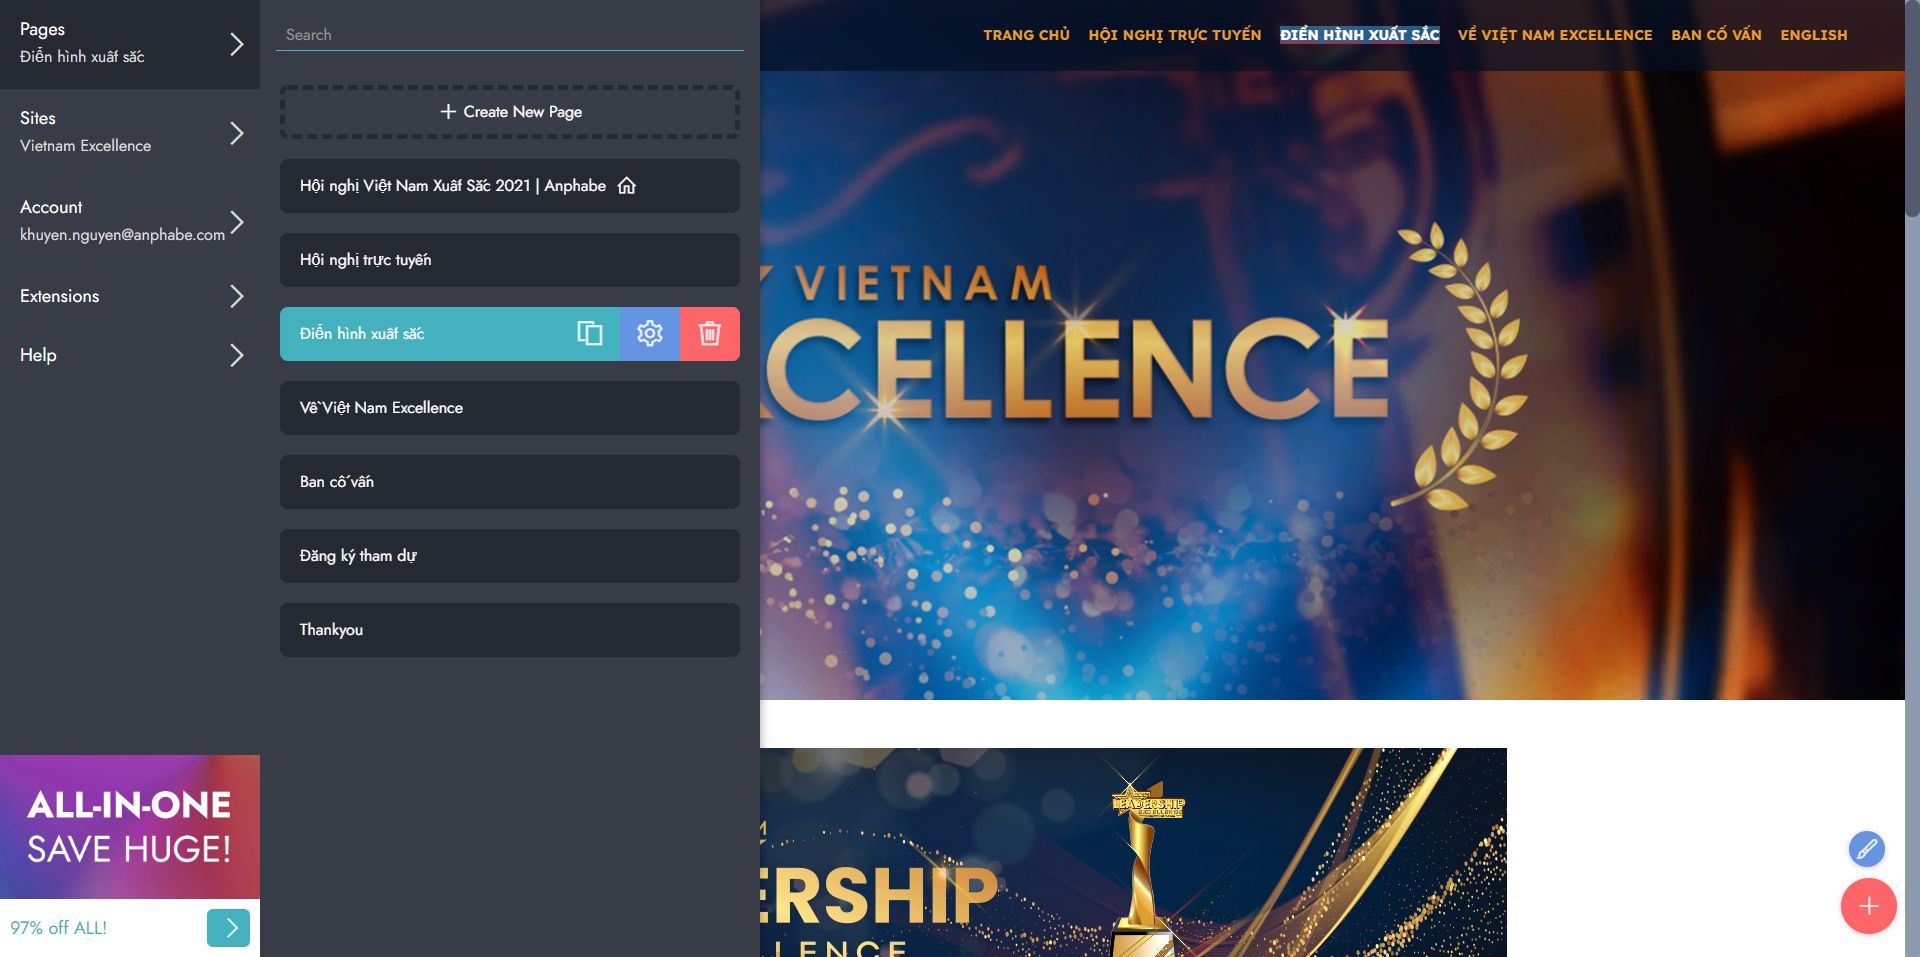 Pages
Điển hình xuất sắc
Sites
Vietnam Excellence
Account
khuyen.nguyen@anphabe.com
Extensions
Help
ALL-IN-ONE
SAVE HUGE!
97% off ALL!
Search
Create New Page
Hội nghị Việt Nam Xuất Sắc 2021 | Anphabe
Hội nghị trực tuyến
Điển hình xuất sắc
Về Việt Nam Excellence
Ban cố vấn
Đăng ký tham dự
Thankyou
TRANG CHỦ HỘI NGHỊ TRỰC TUYẾN ĐIỂN HÌNH XUẤT SẮC VỀ VIỆT NAM EXCELLENCE BAN CỐ VẤN ENGLISH
VIETNAM
XCELLENCE
M
ERSHIP
LLENCE
LEADERSHIP
EXCELLENCE